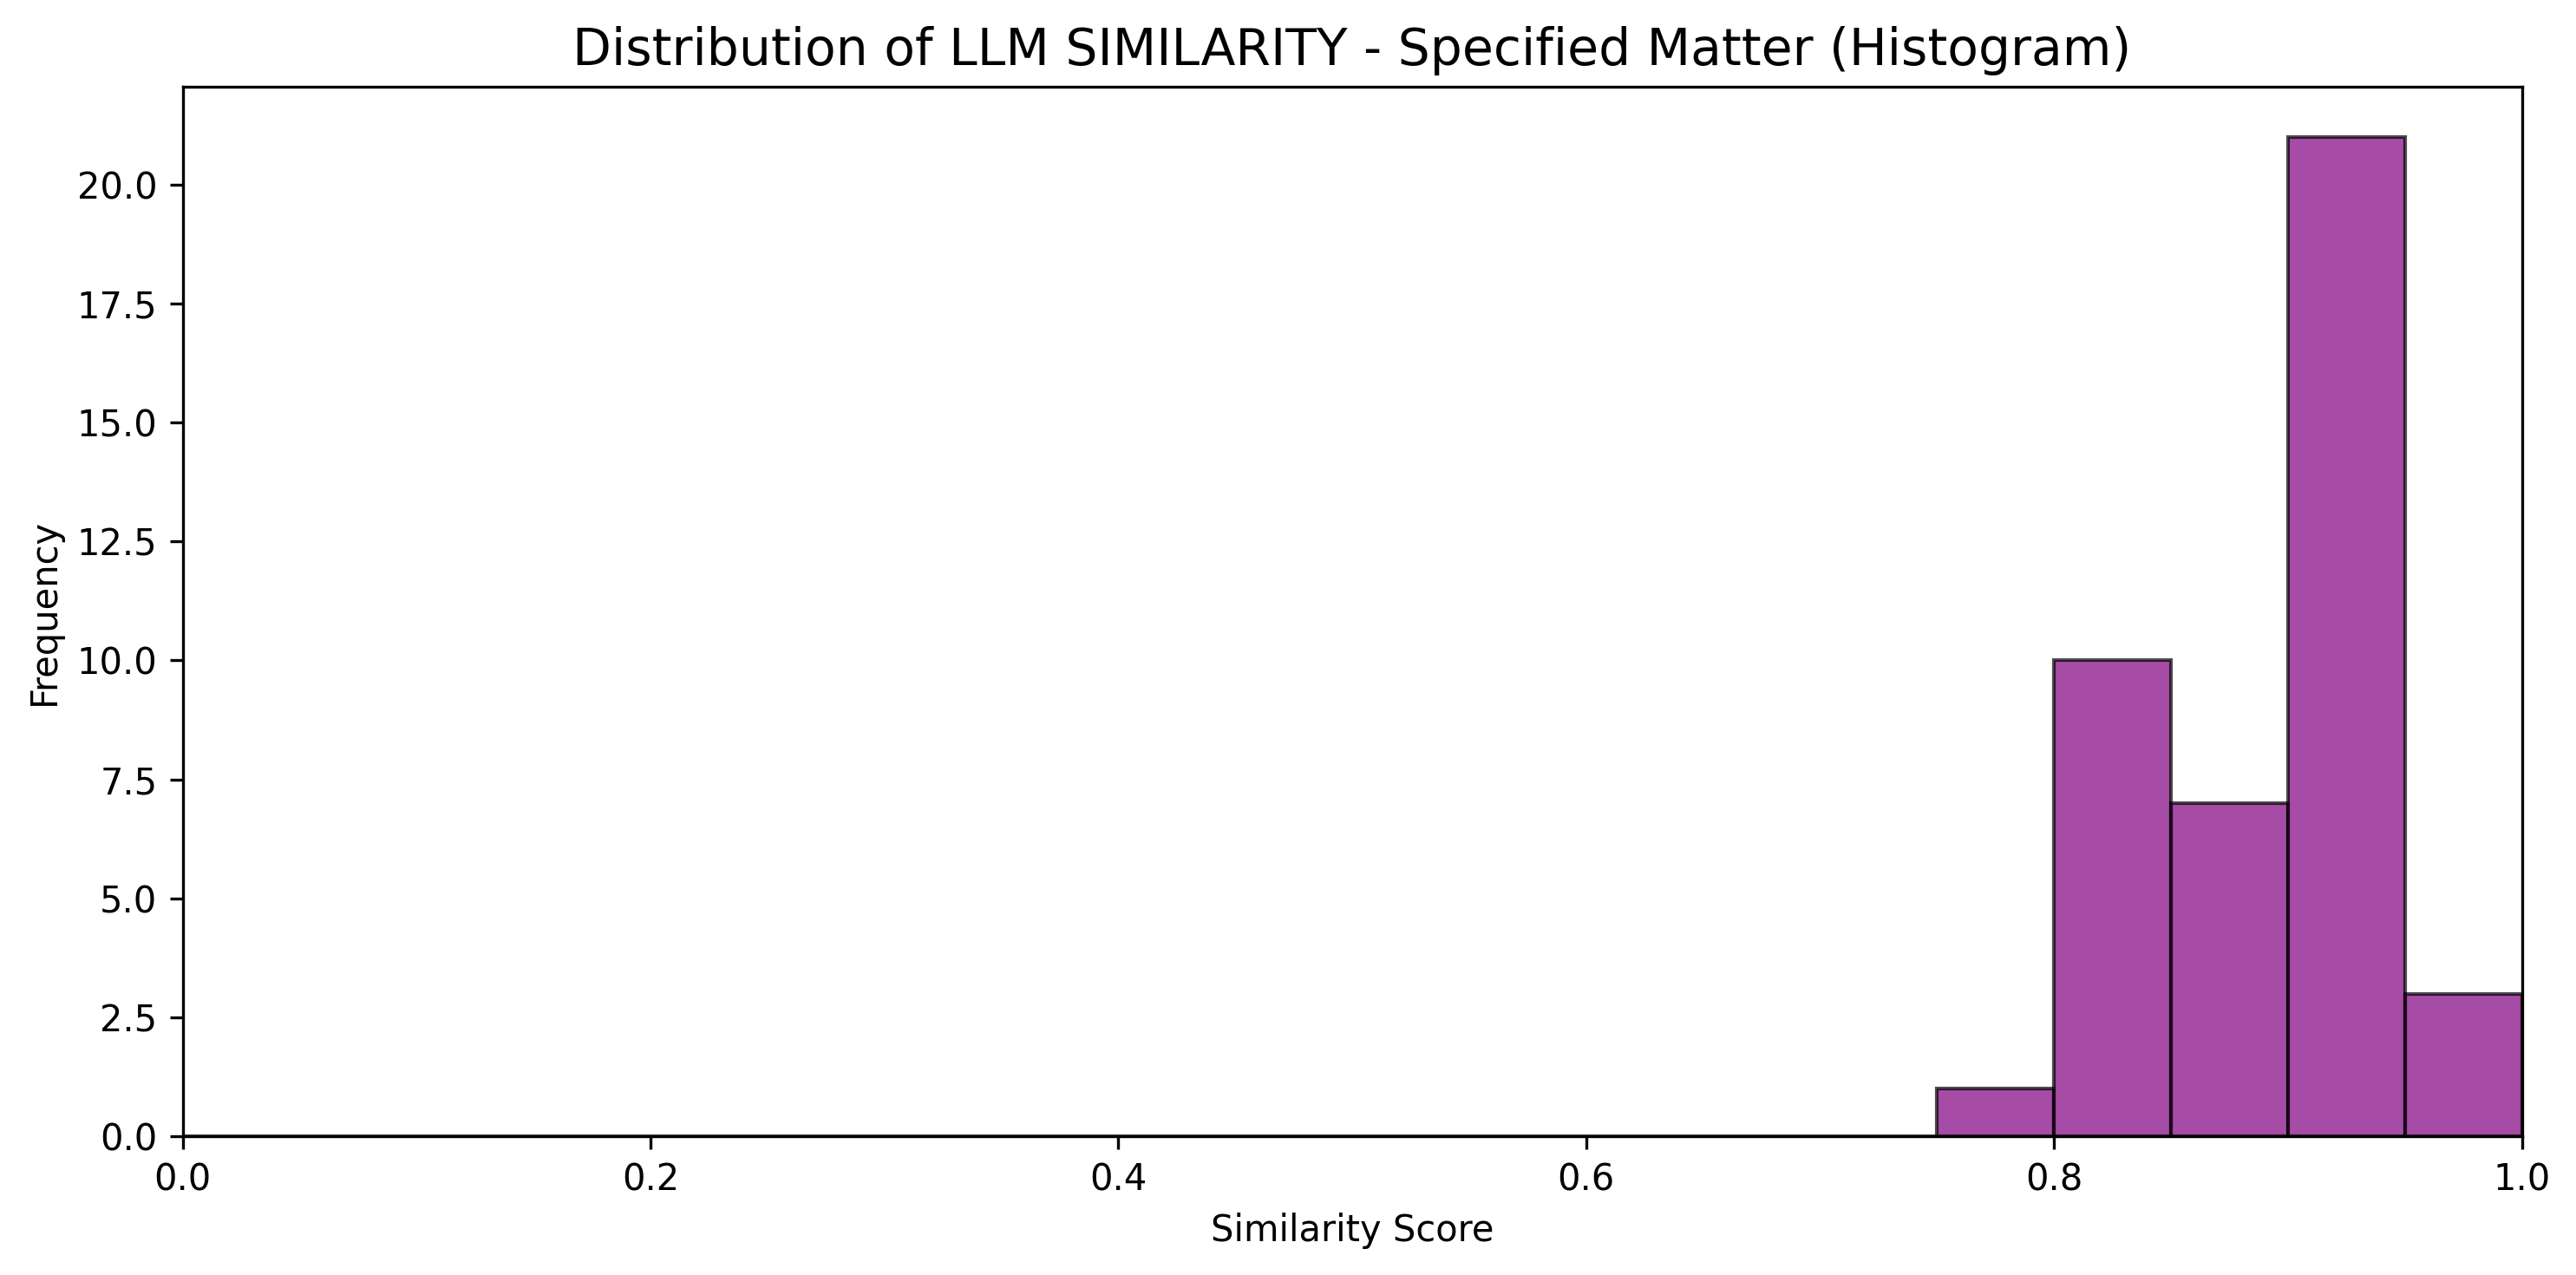 Distribution of LLM SIMILARITY - Specified Matter (Histogram)
Frequency
20.0
17.5
15.0
12.5
10.0
7.5
5.0
2.5
0.0
0.0 0.2 0.4 0.6 0.8 1.0
Similarity Score